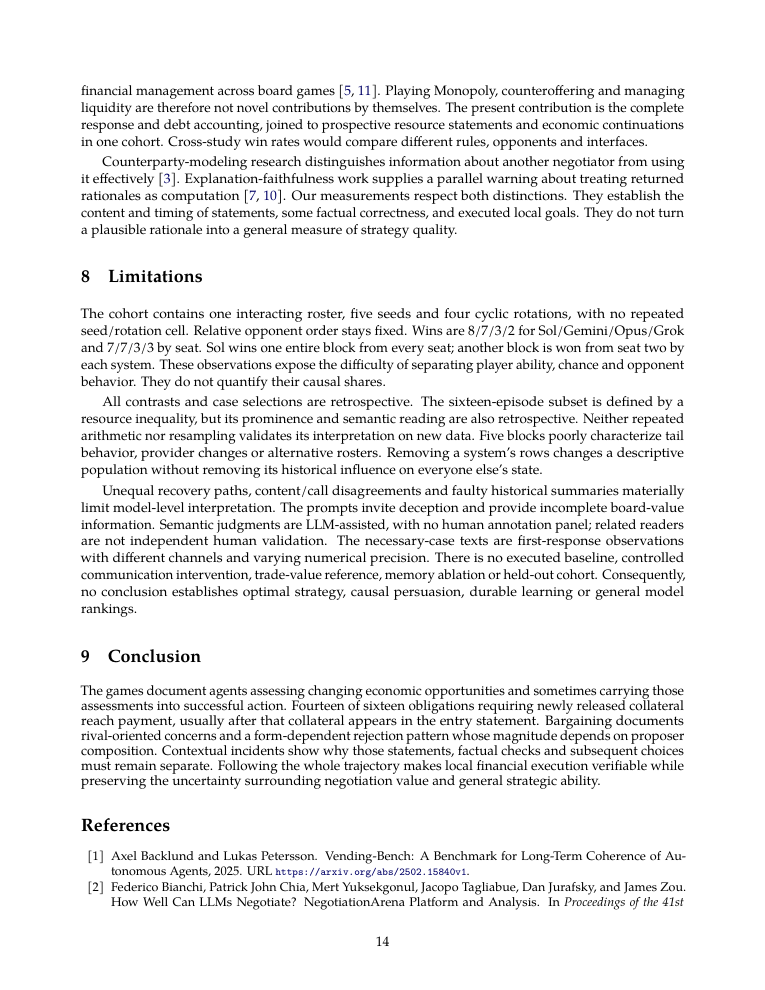 financial management across board games [5, 11]. Playing Monopoly, counteroffering and managing
liquidity are therefore not novel contributions by themselves. The present contribution is the complete
response and debt accounting, joined to prospective resource statements and economic continuations
in one cohort. Cross-study win rates would compare different rules, opponents and interfaces.
Counterparty-modeling research distinguishes information about another negotiator from using
it effectively [3]. Explanation-faithfulness work supplies a parallel warning about treating returned
rationales as computation [7, 10]. Our measurements respect both distinctions. They establish the
content and timing of statements, some factual correctness, and executed local goals. They do not turn
a plausible rationale into a general measure of strategy quality.
8 Limitations
The cohort contains one interacting roster, five seeds and four cyclic rotations, with no repeated
seed/rotation cell. Relative opponent order stays fixed. Wins are 8/7/3/2 for Sol/Gemini/Opus/Grok
and 7/7/3/3 by seat. Sol wins one entire block from every seat; another block is won from seat two by
each system. These observations expose the difficulty of separating player ability, chance and opponent
behavior. They do not quantify their causal shares.
All contrasts and case selections are retrospective. The sixteen-episode subset is defined by a
resource inequality, but its prominence and semantic reading are also retrospective. Neither repeated
arithmetic nor resampling validates its interpretation on new data. Five blocks poorly characterize tail
behavior, provider changes or alternative rosters. Removing a system's rows changes a descriptive
population without removing its historical influence on everyone else's state.
Unequal recovery paths, content/call disagreements and faulty historical summaries materially
limit model-level interpretation. The prompts invite deception and provide incomplete board-value
information. Semantic judgments are LLM-assisted, with no human annotation panel; related readers
are not independent human validation. The necessary-case texts are first-response observations
with different channels and varying numerical precision. There is no executed baseline, controlled
communication intervention, trade-value reference, memory ablation or held-out cohort. Consequently,
no conclusion establishes optimal strategy, causal persuasion, durable learning or general model
rankings.
9 Conclusion
The games document agents assessing changing economic opportunities and sometimes carrying those
assessments into successful action. Fourteen of sixteen obligations requiring newly released collateral
reach payment, usually after that collateral appears in the entry statement. Bargaining documents
rival-oriented concerns and a form-dependent rejection pattern whose magnitude depends on proposer
composition. Contextual incidents show why those statements, factual checks and subsequent choices
must remain separate. Following the whole trajectory makes local financial execution verifiable while
preserving the uncertainty surrounding negotiation value and general strategic ability.
References
[1] Axel Backlund and Lukas Petersson. Vending-Bench: A Benchmark for Long-Term Coherence of Au-
tonomous Agents, 2025. URL https://arxiv.org/abs/2502.15840v1.
[2] Federico Bianchi, Patrick John Chia, Mert Yuksekgonul, Jacopo Tagliabue, Dan Jurafsky, and James Zou.
How Well Can LLMs Negotiate? NegotiationArena Platform and Analysis. In Proceedings of the 41st
14